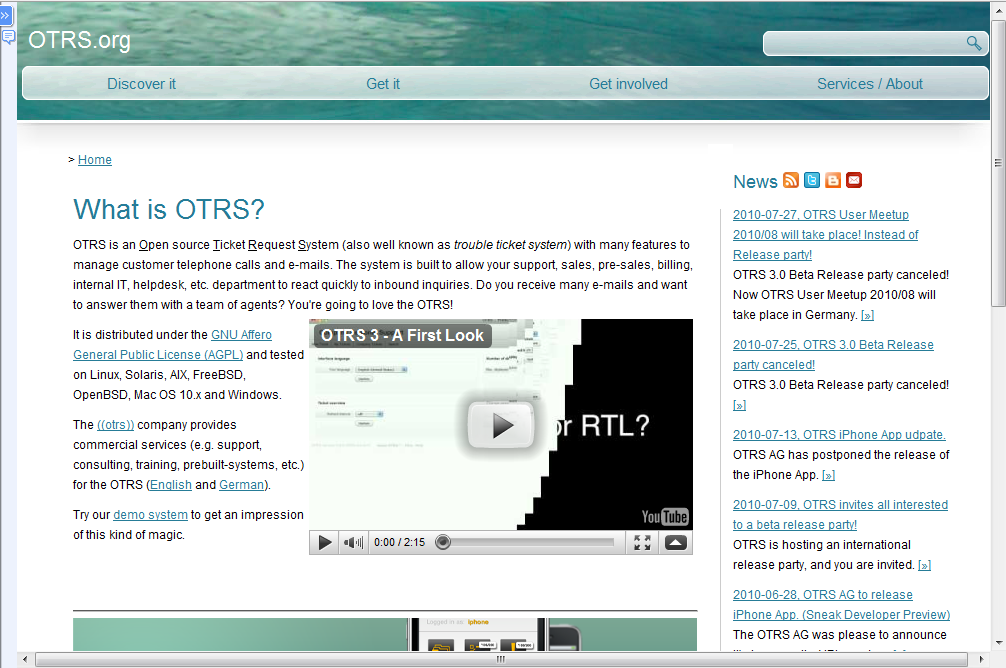 OTRS.org
Discover it
Get it
Get involved
Services / About
> Home
What is OTRS?
OTRS is an Open source Ticket Request System (also well known as trouble ticket system) with many features to
manage customer telephone calls and e-mails. The system is built to allow your support, sales, pre-sales, billing,
internal IT, helpdesk, etc. department to react quickly to inbound inquiries. Do you receive many e-mails and want
to answer them with a team of agents? You're going to love the OTRS!
It is distributed under the GNU Affero
General Public License (AGPL) and tested
on Linux, Solaris, AIX, FreeBSD,
OpenBSD, Mac OS 10.x and Windows.
The ((otrs)) company provides
commercial services (e.g. support,
consulting, training, prebuilt-systems, etc.)
for the OTRS (English and German).
Try our demo system to get an impression
of this kind of magic.
OTRS 3 - A First Look
or RTL?
YouTube
0:00 / 2:15
Logged in as: iphone
News
2010-07-27, OTRS User Meetup
2010/08 will take place! Instead of
Release party!
OTRS 3.0 Beta Release party canceled!
Now OTRS User Meetup 2010/08 will
take place in Germany. [»]
2010-07-25, OTRS 3.0 Beta Release
party canceled!
OTRS 3.0 Beta Release party canceled!
[»]
2010-07-13, OTRS iPhone App udpate.
OTRS AG has postponed the release of
the iPhone App. [»]
2010-07-09, OTRS invites all interested
to a beta release party!
OTRS is hosting an international
release party, and you are invited. [»]
2010-06-28, OTRS AG to release
iPhone App. (Sneak Developer Preview)
The OTRS AG was please to announce